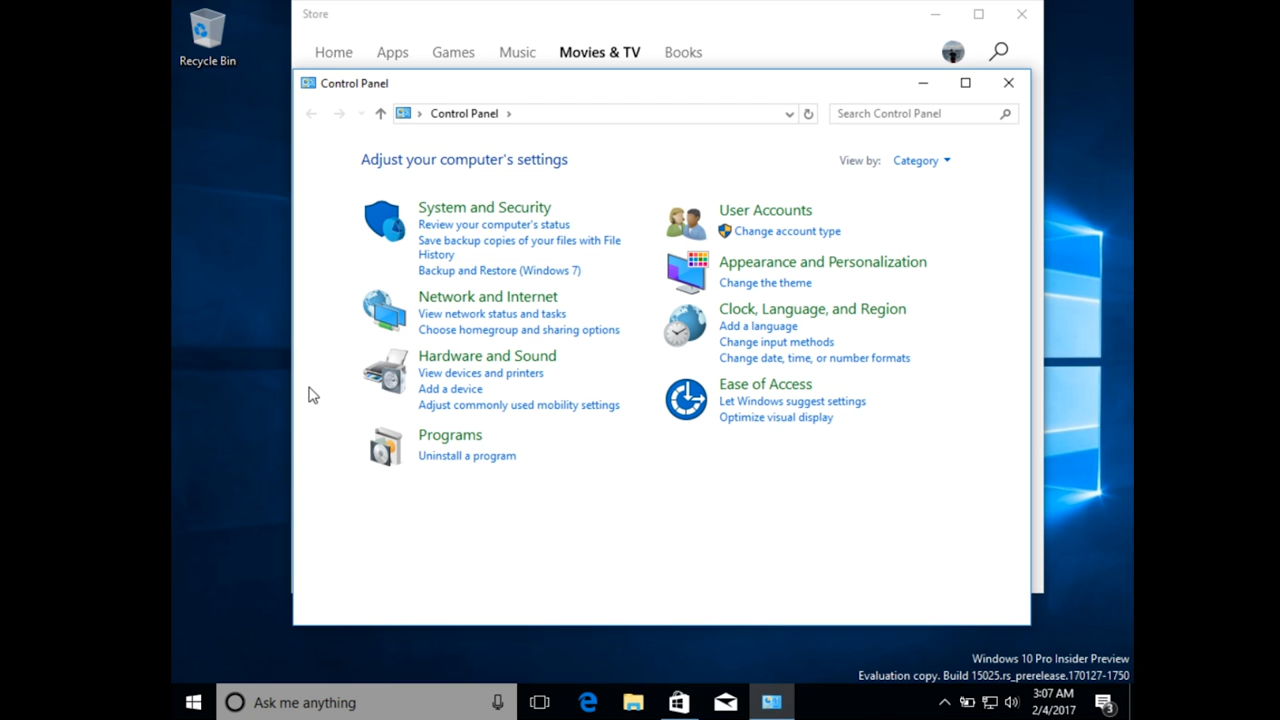 Store
Recycle Bin
Home Apps Games Music Movies & TV Books
Control Panel
Control Panel
Search Control Panel
Adjust your computer's settings
View by: Category
System and Security
Review your computer's status
Save backup copies of your files with File
History
Backup and Restore (Windows 7)
Network and Internet
View network status and tasks
Choose homegroup and sharing options
Hardware and Sound
View devices and printers
Add a device
Adjust commonly used mobility settings
Programs
Uninstall a program
User Accounts
Change account type
Appearance and Personalization
Change the theme
Clock, Language, and Region
Add a language
Change input methods
Change date, time, or number formats
Ease of Access
Let Windows suggest settings
Optimize visual display
Windows 10 Pro Insider Preview
Evaluation copy. Build 15025.rs_prerelease.170127-1750
Ask me anything
3:07 AM
2/4/2017
3